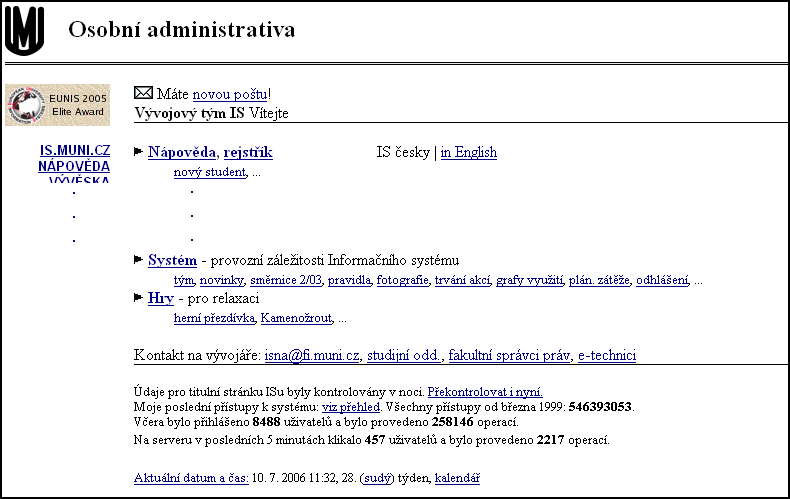 Osobní administrativa
EUNIS 2005
Elite Award
Máte novou poštu!
Vývojový tým IS Vítejte
IS.MUNI.CZ
NÁPOVĚDA
VÝVĚSKA
Nápověda, rejstřík
IS česky | in English
nový student, ...
Systém - provozní záležitosti Informačního systému
tým, novinky, směrnice 2/03, pravidla, fotografie, trvání akcí, grafy využití, plán. zátěže, odhlášení, ...
Hry - pro relaxaci
herní přezdívka, Kamenožrout, ...
Kontakt na vývojáře: isna@fi.muni.cz, studijní odd., fakultní správci práv, e-technici
Údaje pro titulní stránku ISu byly kontrolovány v noci. Překontrolovat i nyní.
Moje poslední přístupy k systému: viz přehled. Všechny přístupy od března 1999: 546393053.
Včera bylo přihlášeno 8488 uživatelů a bylo provedeno 258146 operací.
Na serveru v posledních 5 minutách klikalo 457 uživatelů a bylo provedeno 2217 operací.
Aktuální datum a čas: 10. 7. 2006 11:32, 28. (sudý) týden, kalendář